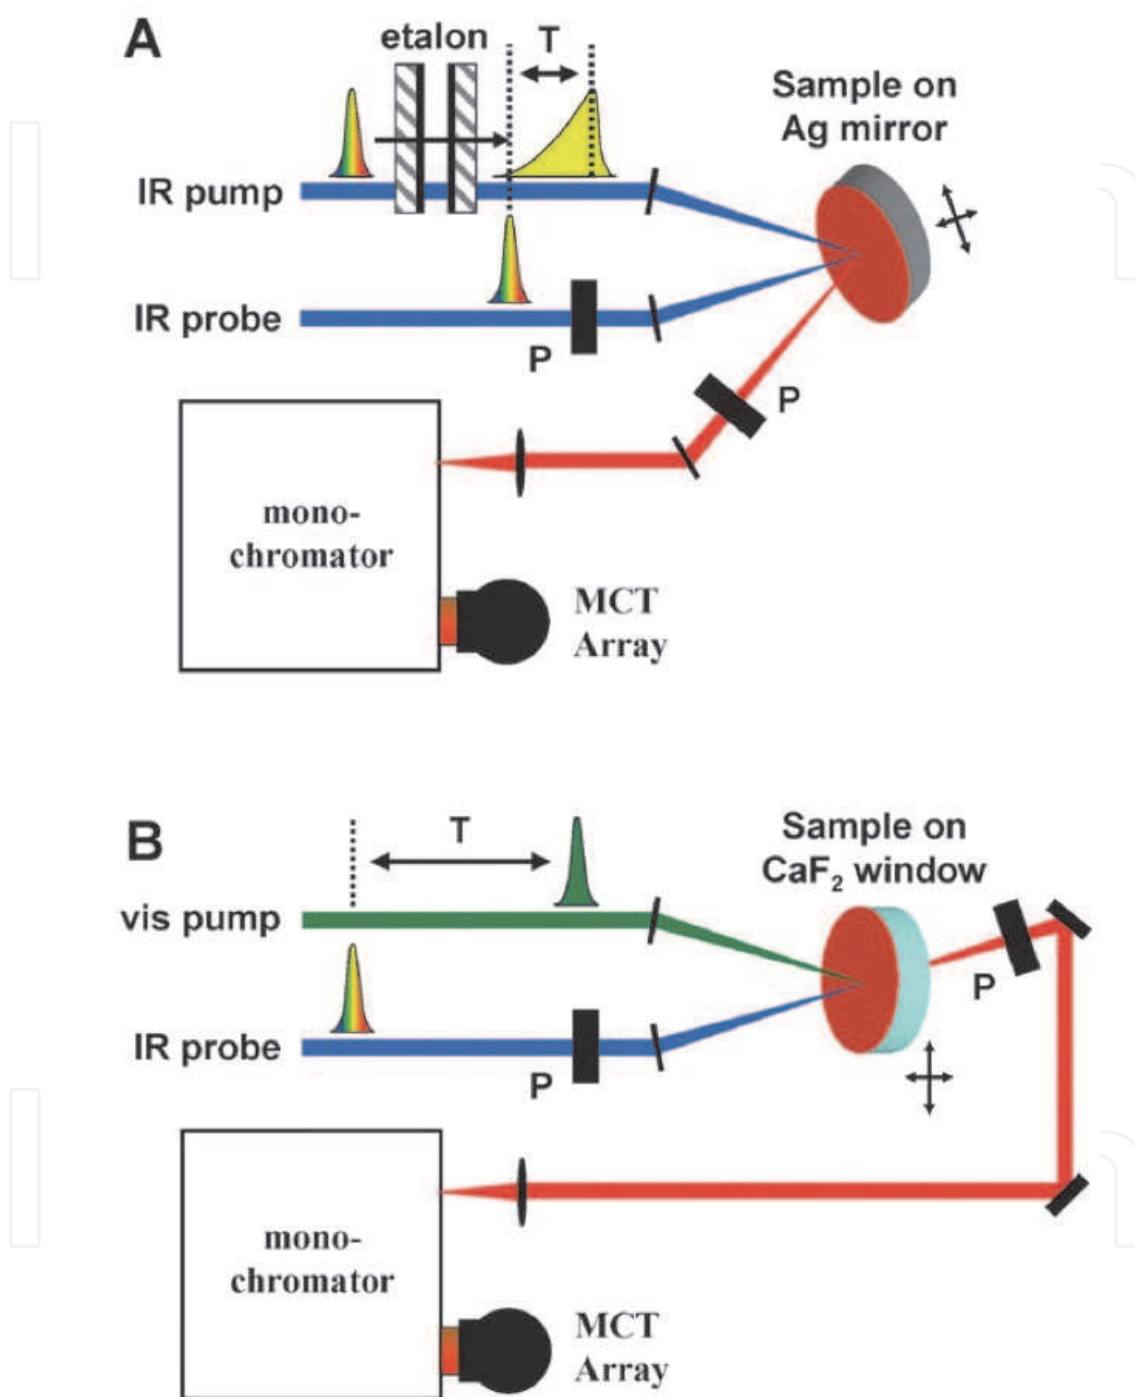 A
etalon
T
Sample on
Ag mirror
IR pump
IR probe
P
P
mono-
chromator
MCT
Array
B
T
Sample on
CaF₂ window
vis pump
P
IR probe
P
mono-
chromator
MCT
Array